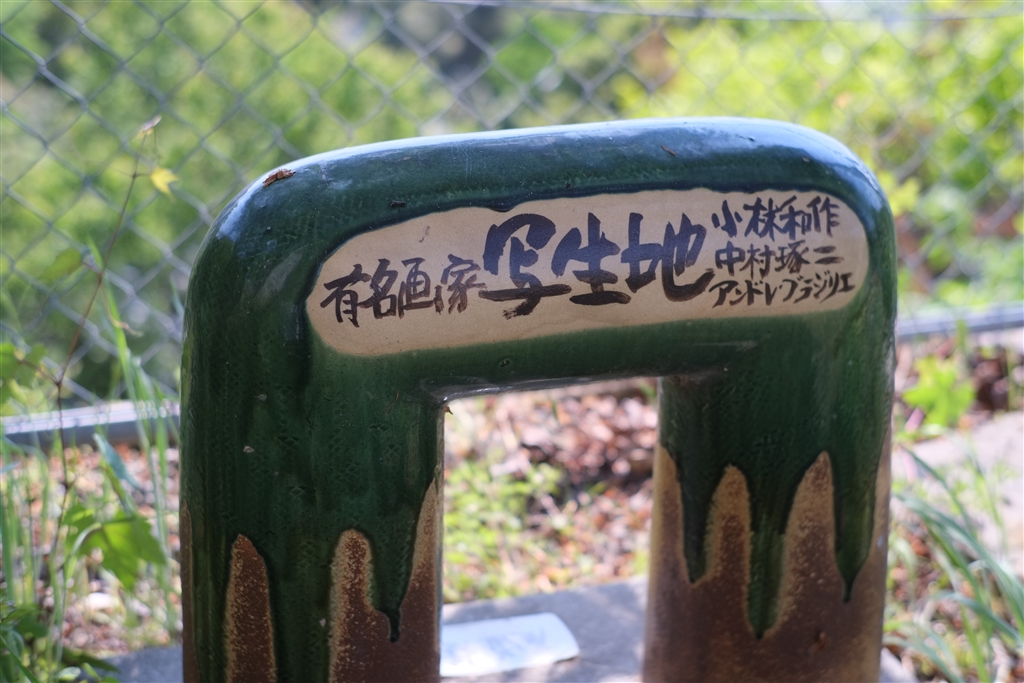 有名画家写生地
小林和作
中村琢二
アンドレ・ブラジリエ